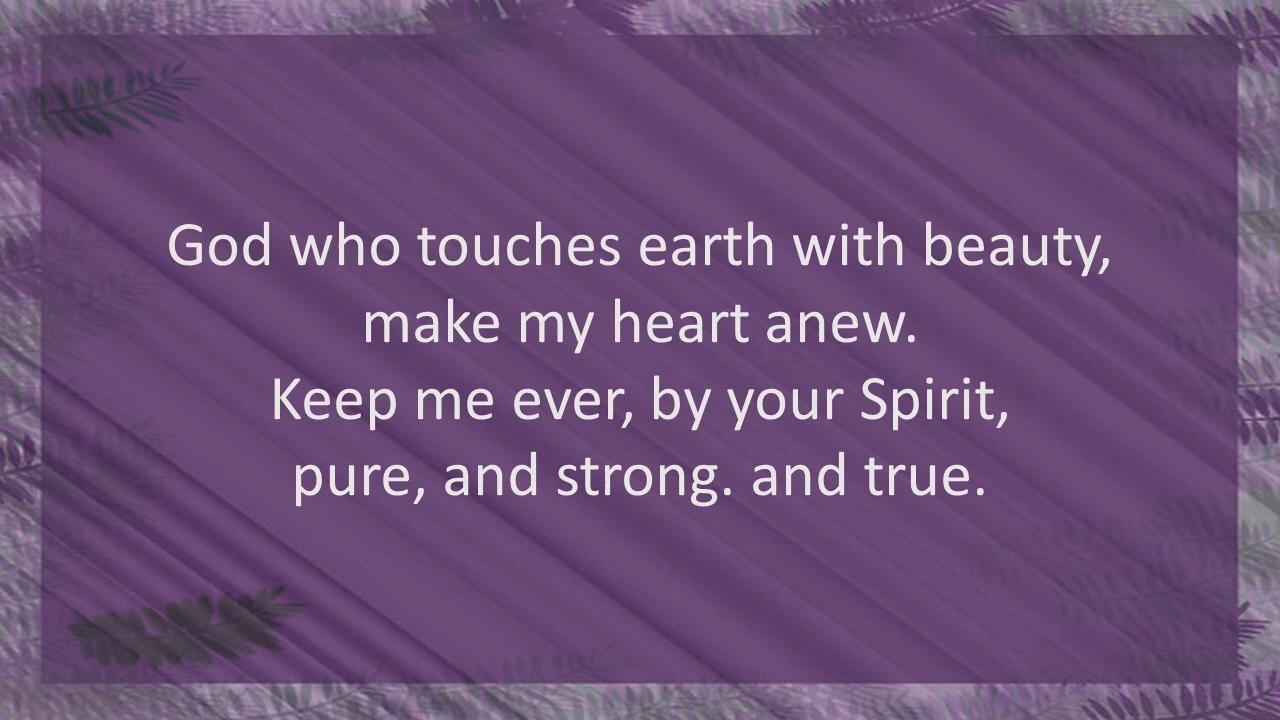 God who touches earth with beauty,
make my heart anew.
Keep me ever, by your Spirit,
pure, and strong. and true.